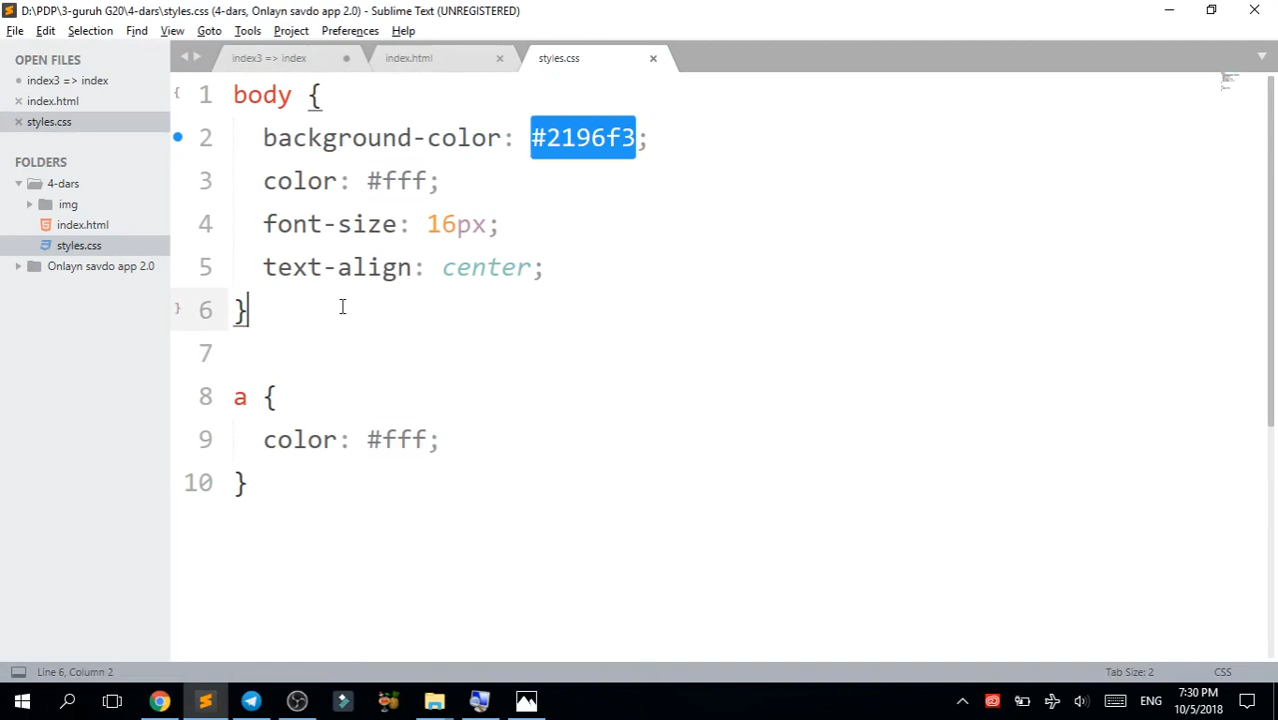 D:\PDP\3-guruh G20\4-dars\styles.css (4-dars, Onlayn savdo app 2.0) - Sublime Text (UNREGISTERED)
File Edit Selection Find View Goto Tools Project Preferences Help
OPEN FILES
index3 => index
index.html
styles.css
FOLDERS
4-dars
img
index.html
styles.css
Onlayn savdo app 2.0
index3 => index index.html styles.css
1 body {
2 background-color: #2196f3;
3 color: #fff;
4 font-size: 16px;
5 text-align: center;
6 }
7
8 a {
9 color: #fff;
10 }
Line 6, Column 2 Tab Size: 2 CSS
ENG 7:30 PM
10/5/2018